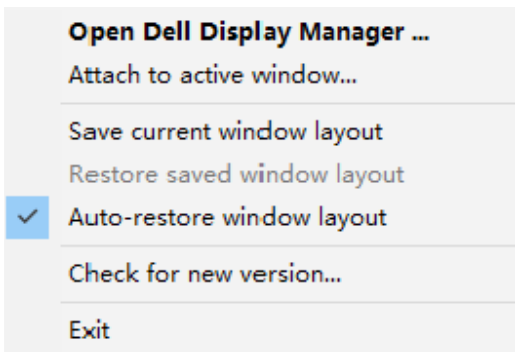 Open Dell Display Manager ...
Attach to active window...
Save current window layout
Restore saved window layout
Auto-restore window layout
Check for new version...
Exit